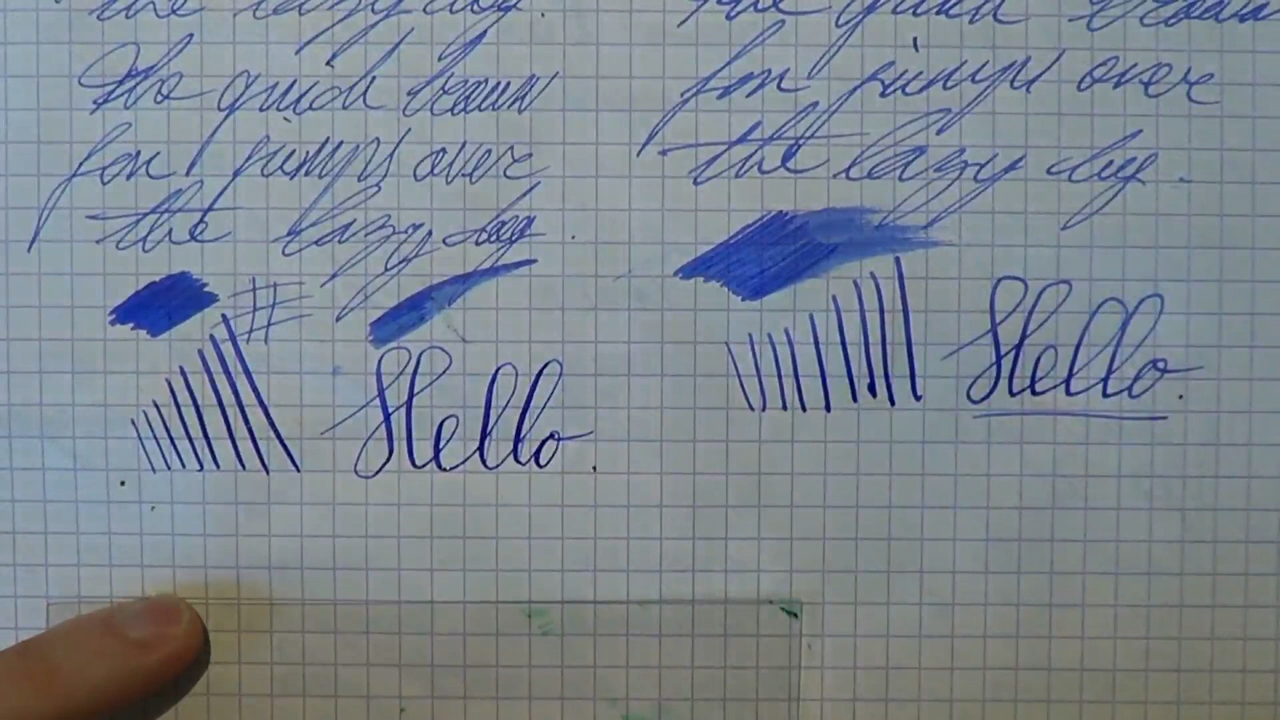 the lazy dog.
The quick brown
fox jumps over
the lazy dog.
Hello.
The quick brown
fox jumps over
the lazy dog.
Hello.